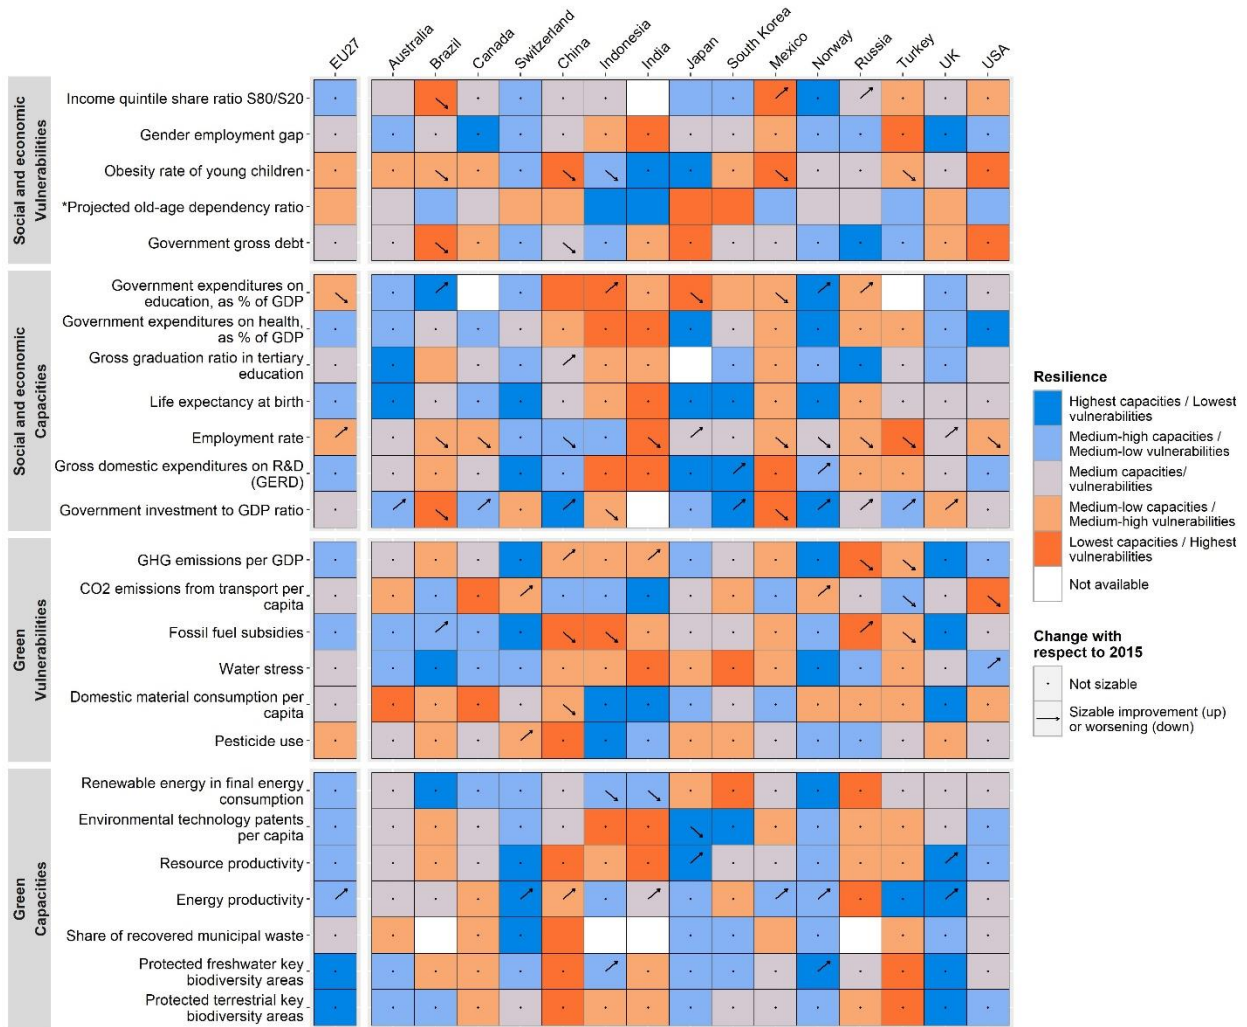 EU27
Australia
Brazil
Canada
Switzerland
China
Indonesia
India
Japan
South Korea
Mexico
Norway
Russia
Turkey
UK
USA
Social and economic
Vulnerabilities
Income quintile share ratio S80/S20
Gender employment gap
Obesity rate of young children
*Projected old-age dependency ratio
Government gross debt
Social and economic
Capacities
Government expenditures on
education, as % of GDP
Government expenditures on health,
as % of GDP
Gross graduation ratio in tertiary
education
Life expectancy at birth
Employment rate
Gross domestic expenditures on R&D
(GERD)
Government investment to GDP ratio
Green
Vulnerabilities
GHG emissions per GDP
CO2 emissions from transport per
capita
Fossil fuel subsidies
Water stress
Domestic material consumption per
capita
Pesticide use
Green
Capacities
Renewable energy in final energy
consumption
Environmental technology patents
per capita
Resource productivity
Energy productivity
Share of recovered municipal waste
Protected freshwater key
biodiversity areas
Protected terrestrial key
biodiversity areas
Resilience
Highest capacities / Lowest
vulnerabilities
Medium-high capacities /
Medium-low vulnerabilities
Medium capacities/
vulnerabilities
Medium-low capacities /
Medium-high vulnerabilities
Lowest capacities / Highest
vulnerabilities
Not available
Change with
respect to 2015
Not sizable
Sizable improvement (up)
or worsening (down)